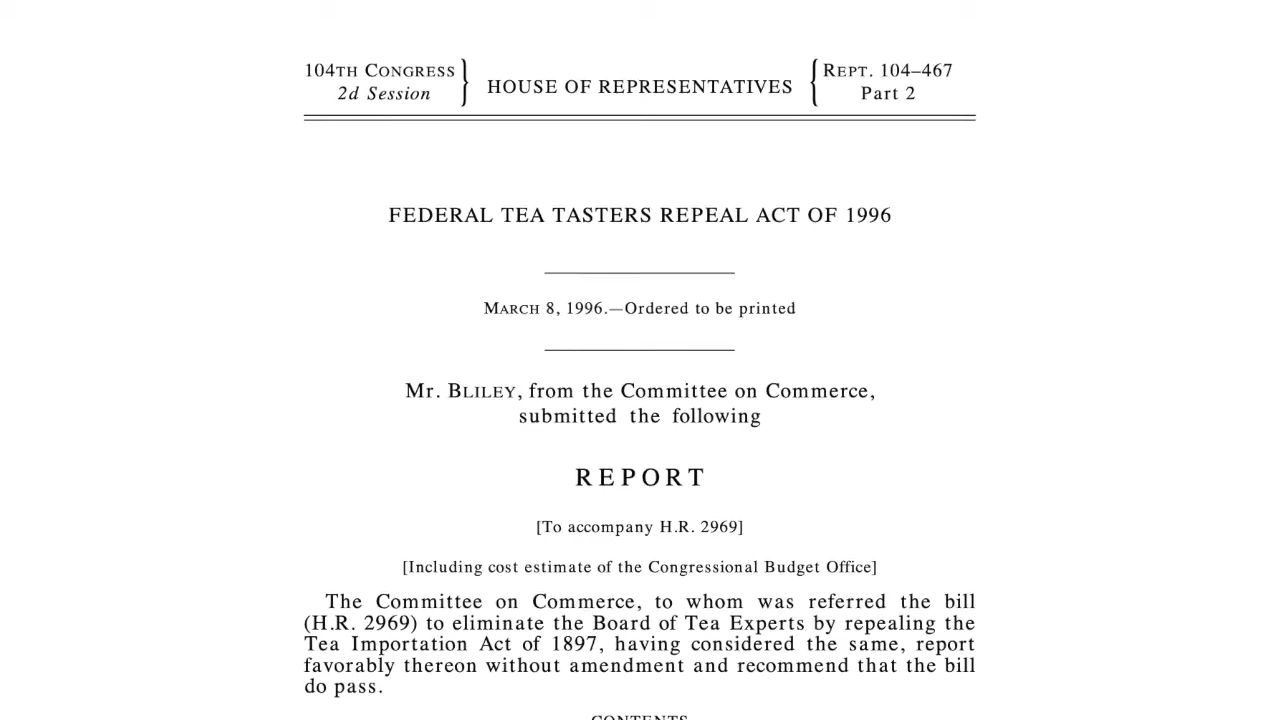 104TH CONGRESS
2d Session
HOUSE OF REPRESENTATIVES
REPT. 104–467
Part 2
FEDERAL TEA TASTERS REPEAL ACT OF 1996
MARCH 8, 1996.—Ordered to be printed
Mr. BLILEY, from the Committee on Commerce,
submitted the following
REPORT
[To accompany H.R. 2969]
[Including cost estimate of the Congressional Budget Office]
The Committee on Commerce, to whom was referred the bill
(H.R. 2969) to eliminate the Board of Tea Experts by repealing the
Tea Importation Act of 1897, having considered the same, report
favorably thereon without amendment and recommend that the bill
do pass.
CONTENTS